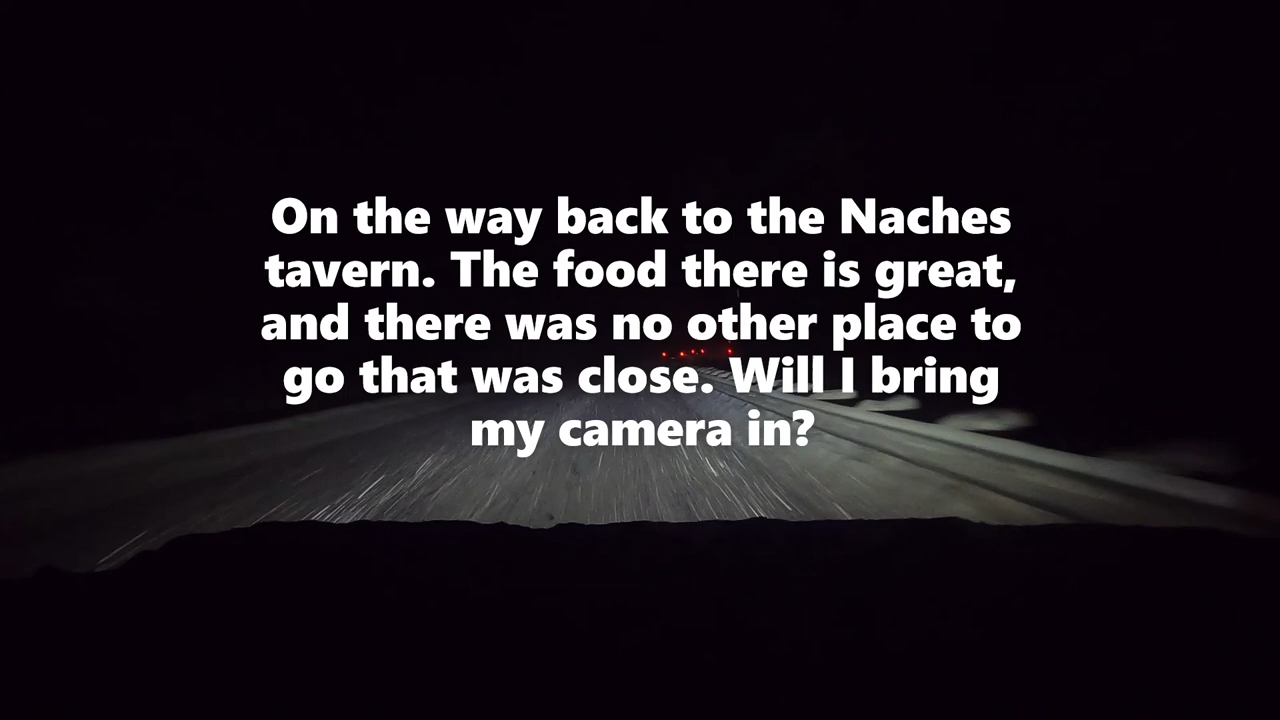 On the way back to the Naches
tavern. The food there is great,
and there was no other place to
go that was close. Will I bring
my camera in?